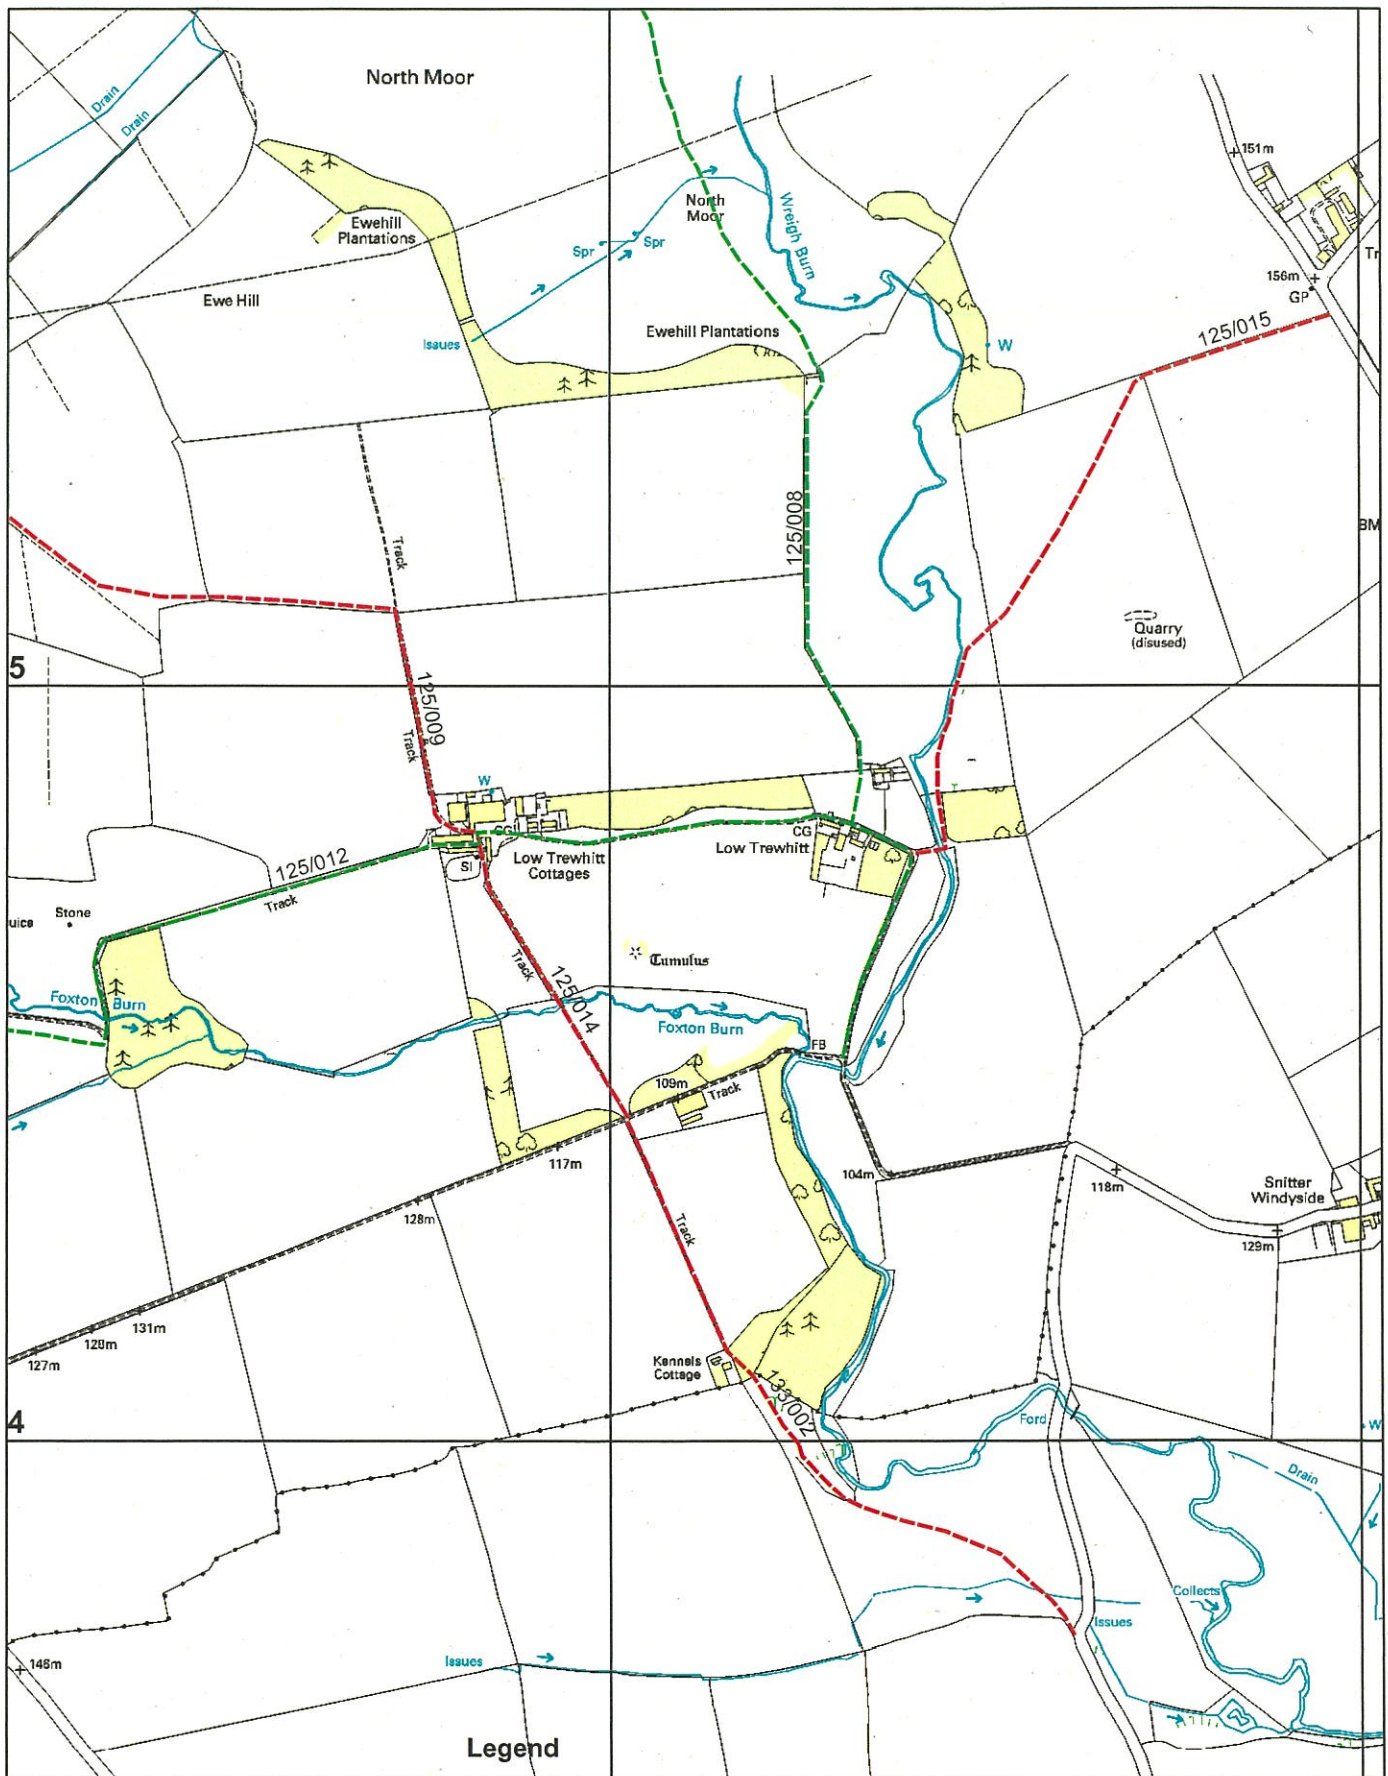 North Moor
Drain
Drain
151m
North
Moor
Wreigh Burn
Ewehill
Plantations
Spr
Spr
Tr
156m
GP
Ewe Hill
125/015
Issues
Ewehill Plantations
W
125/008
Track
BM
Quarry
(disused)
5
125/009
Track
W
CG
CG
Low Trewhitt
Low Trewhitt
Cottages
125/012
SI
Track
Stone
uice
Track
Tumulus
125/014
Foxton Burn
Foxton Burn
FB
109m
Track
117m
104m
118m
Snitter
Windyside
128m
Track
129m
131m
128m
127m
Kennels
Cottage
133/002
4
Ford
W
Drain
Collects
Issues
Issues
146m
Legend